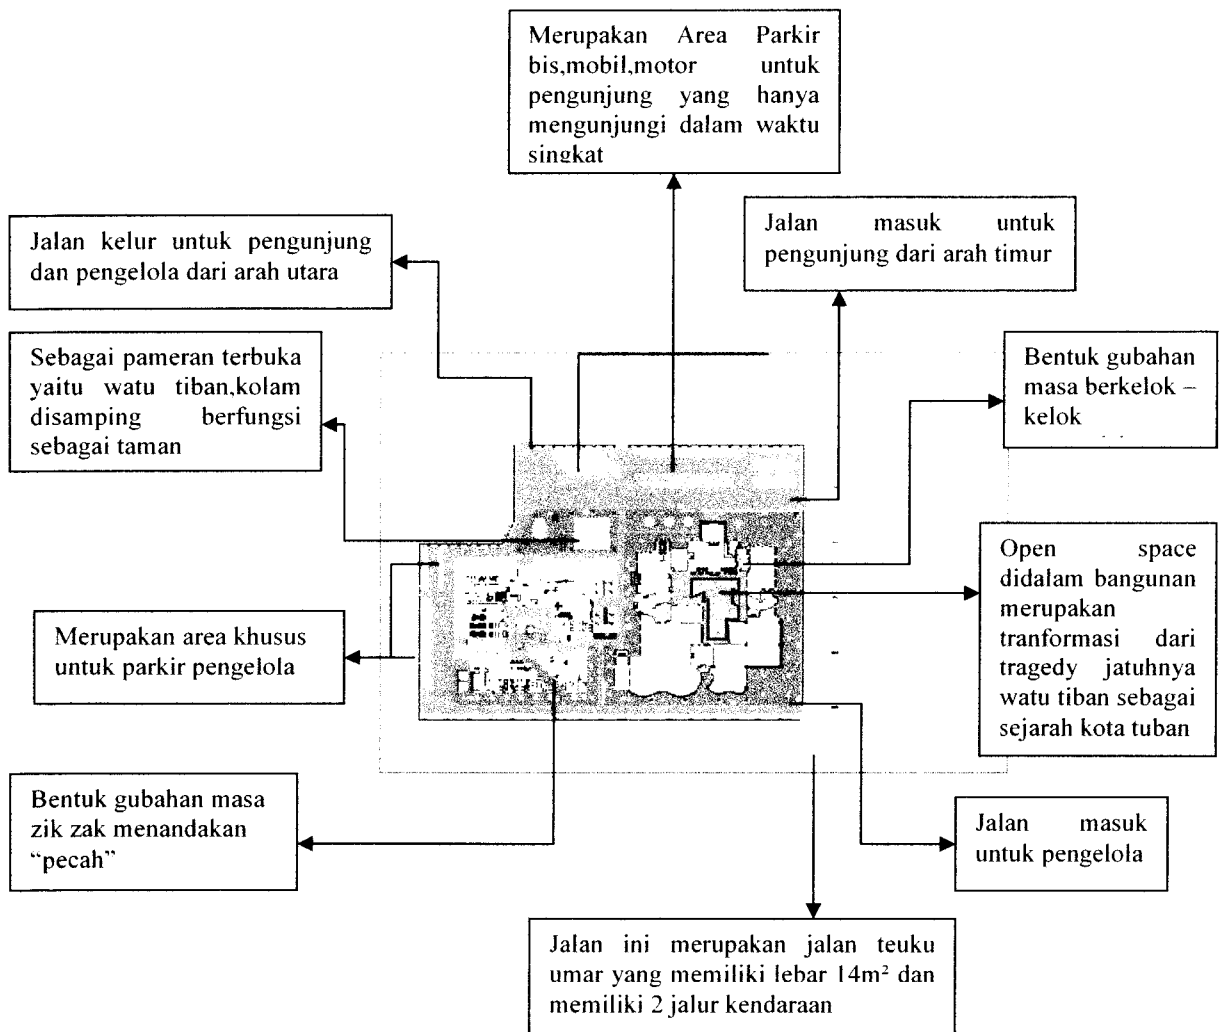 Merupakan Area Parkir
bis,mobil,motor untuk
pengunjung yang hanya
mengunjungi dalam waktu
singkat
Jalan kelur untuk pengunjung
dan pengelola dari arah utara
Jalan masuk untuk
pengunjung dari arah timur
Sebagai pameran terbuka
yaitu watu tiban,kolam
disamping berfungsi
sebagai taman
Bentuk gubahan
masa berkelok –
kelok
Open space
didalam bangunan
merupakan
tranformasi dari
tragedy jatuhnya
watu tiban sebagai
sejarah kota tuban
Merupakan area khusus
untuk parkir pengelola
Bentuk gubahan masa
zik zak menandakan
“pecah”
Jalan masuk
untuk pengelola
Jalan ini merupakan jalan teuku
umar yang memiliki lebar 14m² dan
memiliki 2 jalur kendaraan